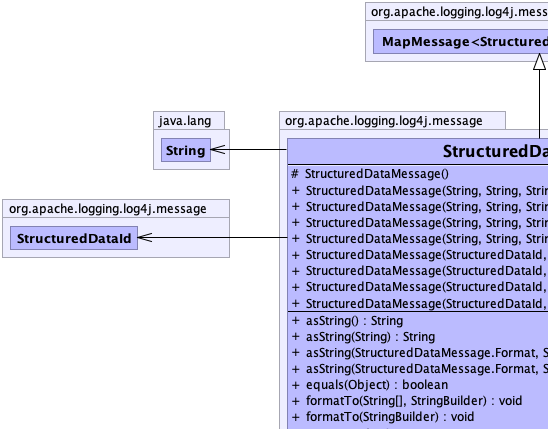 org.apache.logging.log4j.messa
MapMessage<Structured
java.lang
String
org.apache.logging.log4j.message
StructuredDa
# StructuredDataMessage()
+ StructuredDataMessage(String, String, Strin
+ StructuredDataMessage(String, String, Strin
+ StructuredDataMessage(String, String, Strin
+ StructuredDataMessage(String, String, Strin
+ StructuredDataMessage(StructuredDataId,
+ StructuredDataMessage(StructuredDataId,
+ StructuredDataMessage(StructuredDataId,
+ StructuredDataMessage(StructuredDataId,
org.apache.logging.log4j.message
StructuredDataId
+ asString() : String
+ asString(String) : String
+ asString(StructuredDataMessage.Format, S
+ asString(StructuredDataMessage.Format, S
+ equals(Object) : boolean
+ formatTo(String[], StringBuilder) : void
+ formatTo(StringBuilder) : void